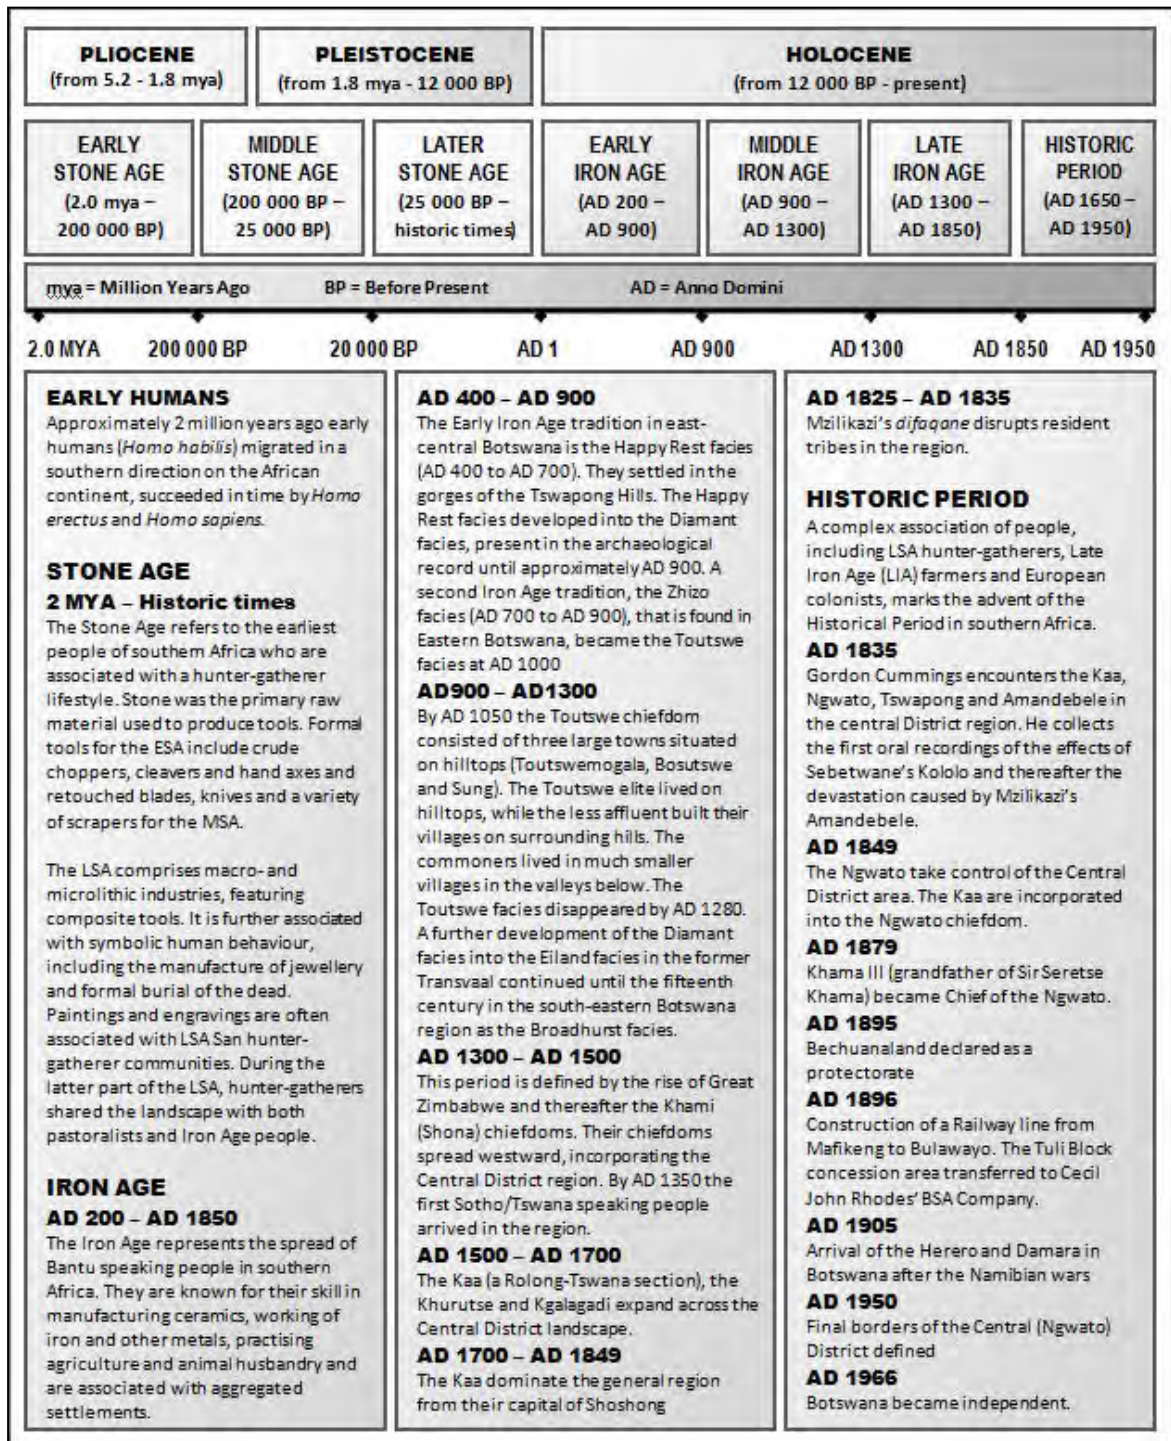 PLIOCENE
(from 5.2 - 1.8 mya)
PLEISTOCENE
(from 1.8 mya - 12 000 BP)
HOLOCENE
(from 12 000 BP - present)
EARLY
STONE AGE
(2.0 mya –
200 000 BP)
MIDDLE
STONE AGE
(200 000 BP –
25 000 BP)
LATER
STONE AGE
(25 000 BP –
historic times)
EARLY
IRON AGE
(AD 200 –
AD 900)
MIDDLE
IRON AGE
(AD 900 –
AD 1300)
LATE
IRON AGE
(AD 1300 –
AD 1850)
HISTORIC
PERIOD
(AD 1650 –
AD 1950)
mya = Million Years Ago BP = Before Present AD = Anno Domini
2.0 MYA 200 000 BP 20 000 BP AD 1 AD 900 AD 1300 AD 1850 AD 1950
EARLY HUMANS
Approximately 2 million years ago early
humans (Homo habilis) migrated in a
southern direction on the African
continent, succeeded in time by Homo
erectus and Homo sapiens.
STONE AGE
2 MYA – Historic times
The Stone Age refers to the earliest
people of southern Africa who are
associated with a hunter-gatherer
lifestyle. Stone was the primary raw
material used to produce tools. Formal
tools for the ESA include crude
choppers, cleavers and hand axes and
retouched blades, knives and a variety
of scrapers for the MSA.
The LSA comprises macro- and
microlithic industries, featuring
composite tools. It is further associated
with symbolic human behaviour,
including the manufacture of jewellery
and formal burial of the dead.
Paintings and engravings are often
associated with LSA San hunter-
gatherer communities. During the
latter part of the LSA, hunter-gatherers
shared the landscape with both
pastoralists and Iron Age people.
IRON AGE
AD 200 – AD 1850
The Iron Age represents the spread of
Bantu speaking people in southern
Africa. They are known for their skill in
manufacturing ceramics, working of
iron and other metals, practising
agriculture and animal husbandry and
are associated with aggregated
settlements.
AD 400 – AD 900
The Early Iron Age tradition in east-
central Botswana is the Happy Rest facies
(AD 400 to AD 700). They settled in the
gorges of the Tswapong Hills. The Happy
Rest facies developed into the Diamant
facies, present in the archaeological
record until approximately AD 900. A
second Iron Age tradition, the Zhizo
facies (AD 700 to AD 900), that is found in
Eastern Botswana, became the Toutswe
facies at AD 1000
AD900 – AD1300
By AD 1050 the Toutswe chiefdom
consisted of three large towns situated
on hilltops (Toutswemogala, Bosutswe
and Sung). The Toutswe elite lived on
hilltops, while the less affluent built their
villages on surrounding hills. The
commoners lived in much smaller
villages in the valleys below. The
Toutswe facies disappeared by AD 1280.
A further development of the Diamant
facies into the Eiland facies in the former
Transvaal continued until the fifteenth
century in the south-eastern Botswana
region as the Broadhurst facies.
AD 1300 – AD 1500
This period is defined by the rise of Great
Zimbabwe and thereafter the Khami
(Shona) chiefdoms. Their chiefdoms
spread westward, incorporating the
Central District region. By AD 1350 the
first Sotho/Tswana speaking people
arrived in the region.
AD 1500 – AD 1700
The Kaa (a Rolong-Tswana section), the
Khurutse and Kgalagadi expand across the
Central District landscape.
AD 1700 – AD 1849
The Kaa dominate the general region
from their capital of Shoshong
AD 1825 – AD 1835
Mzilikazi's difaqane disrupts resident
tribes in the region.
HISTORIC PERIOD
A complex association of people,
including LSA hunter-gatherers, Late
Iron Age (LIA) farmers and European
colonists, marks the advent of the
Historical Period in southern Africa.
AD 1835
Gordon Cummings encounters the Kaa,
Ngwato, Tswapong and Amandebele in
the central District region. He collects
the first oral recordings of the effects of
Sebetwane's Kololo and thereafter the
devastation caused by Mzilikazi's
Amandebele.
AD 1849
The Ngwato take control of the Central
District area. The Kaa are incorporated
into the Ngwato chiefdom.
AD 1879
Khama III (grandfather of Sir Seretse
Khama) became Chief of the Ngwato.
AD 1895
Bechuanaland declared as a
protectorate
AD 1896
Construction of a Railway line from
Mafikeng to Bulawayo. The Tuli Block
concession area transferred to Cecil
John Rhodes' BSA Company.
AD 1905
Arrival of the Herero and Damara in
Botswana after the Namibian wars
AD 1950
Final borders of the Central (Ngwato)
District defined
AD 1966
Botswana became independent.